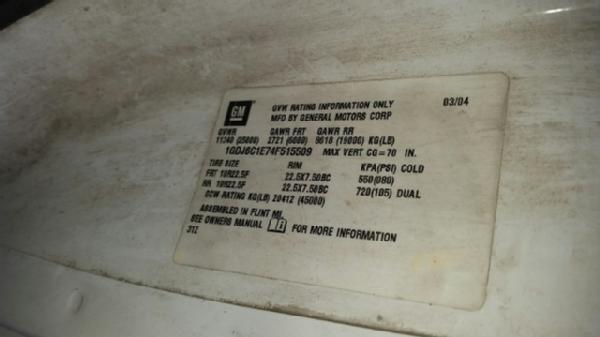 GM
GVW RATING INFORMATION ONLY 03/04
MFD BY GENERAL MOTORS CORP
GVWR GAWR FRT GAWR RR
11340 (25000) 2721 (6000) 8618 (19000) KG(LB)
1GDJ6C1E74F515509 MAX VERT CG=70 IN.
TIRE SIZE RIM KPA(PSI) COLD
FRT 10R22.5F 22.5X7.50BC 550(080)
RR 10R22.5F 22.5X7.50BC 720(105) DUAL
GCW RATING KG(LB) 20412 (45000)
ASSEMBLED IN FLINT MI.
SEE OWNERS MANUAL FOR MORE INFORMATION